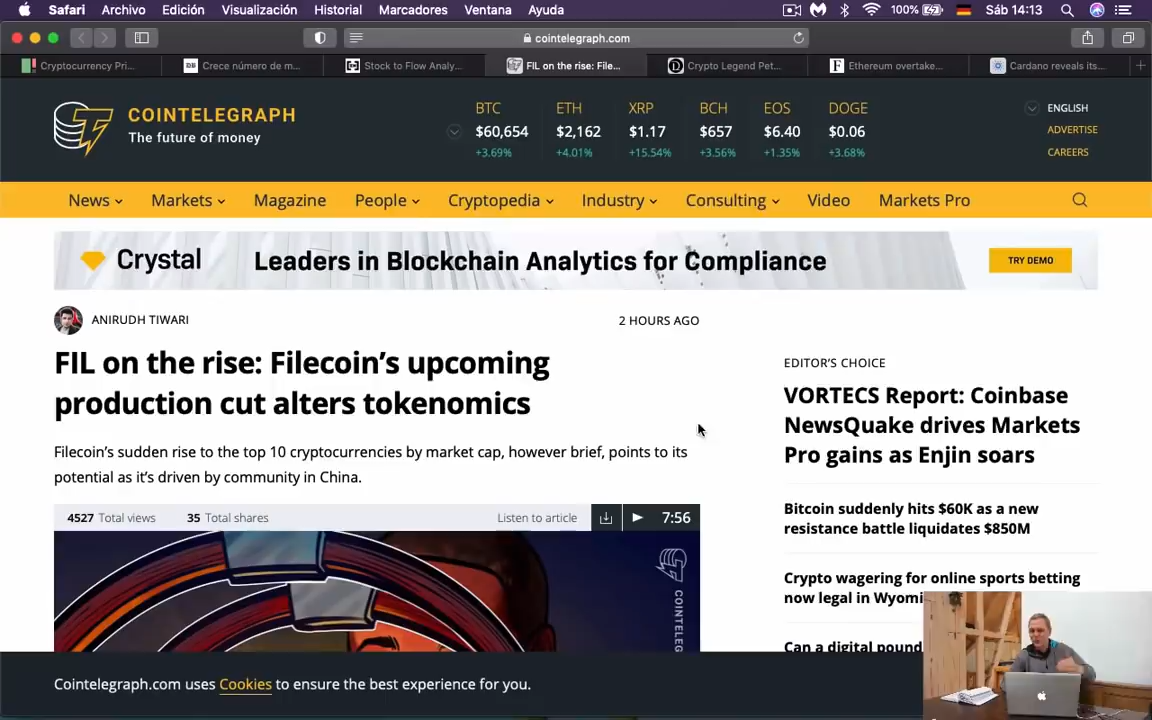 Safari Archivo Edición Visualización Historial Marcadores Ventana Ayuda 100% Sáb 14:13
cointelegraph.com
Cryptocurrency Pri... Crece número de m... Stock to Flow Analy... FIL on the rise: File... Crypto Legend Pet... Ethereum overtake... Cardano reveals its...
COINTELEGRAPH
The future of money
BTC ETH XRP BCH EOS DOGE
$60,654 $2,162 $1.17 $657 $6.40 $0.06
+3.69% +4.01% +15.54% +3.56% +1.35% +3.68%
ENGLISH
ADVERTISE
CAREERS
News Markets Magazine People Cryptopedia Industry Consulting Video Markets Pro
Crystal Leaders in Blockchain Analytics for Compliance TRY DEMO
ANIRUDH TIWARI 2 HOURS AGO
FIL on the rise: Filecoin’s upcoming
production cut alters tokenomics
Filecoin’s sudden rise to the top 10 cryptocurrencies by market cap, however brief, points to its
potential as it’s driven by community in China.
4527 Total views 35 Total shares Listen to article 7:56
COINTELEG
EDITOR’S CHOICE
VORTECS Report: Coinbase
NewsQuake drives Markets
Pro gains as Enjin soars
Bitcoin suddenly hits $60K as a new
resistance battle liquidates $850M
Crypto wagering for online sports betting
now legal in Wyomi
Can a digital pound
Cointelegraph.com uses Cookies to ensure the best experience for you.